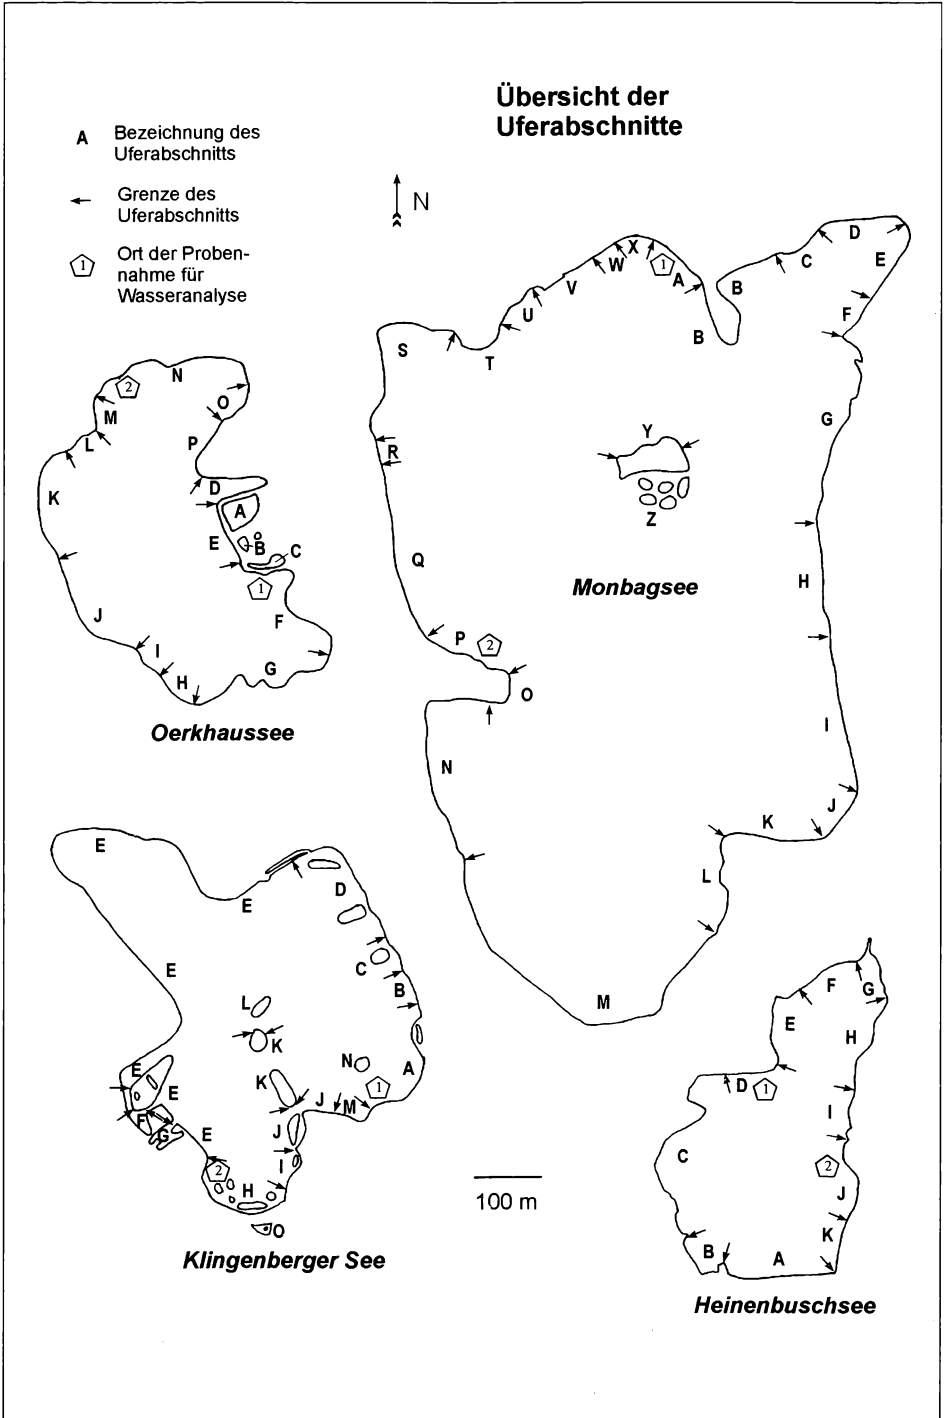 Übersicht der
Uferabschnitte
A Bezeichnung des
Uferabschnitts
Grenze des
Uferabschnitts
1 Ort der Proben-
nahme für
Wasseranalyse
N
N
2
O
M
L
P
K
D
A
E
B
C
1
F
J
I
G
H
Oerkhaussee
D
C
E
X
W
1
A
B
V
U
F
B
S
T
G
R
Y
Z
Q
H
Monbagsee
P
2
O
I
N
J
K
L
M
E
D
E
C
E
B
L
K
N
A
E
E
K
1
J
M
F
G
E
J
2
I
H
O
Klingenberger See
100 m
F
G
E
H
D
1
I
C
2
J
K
B
A
Heinenbuschsee